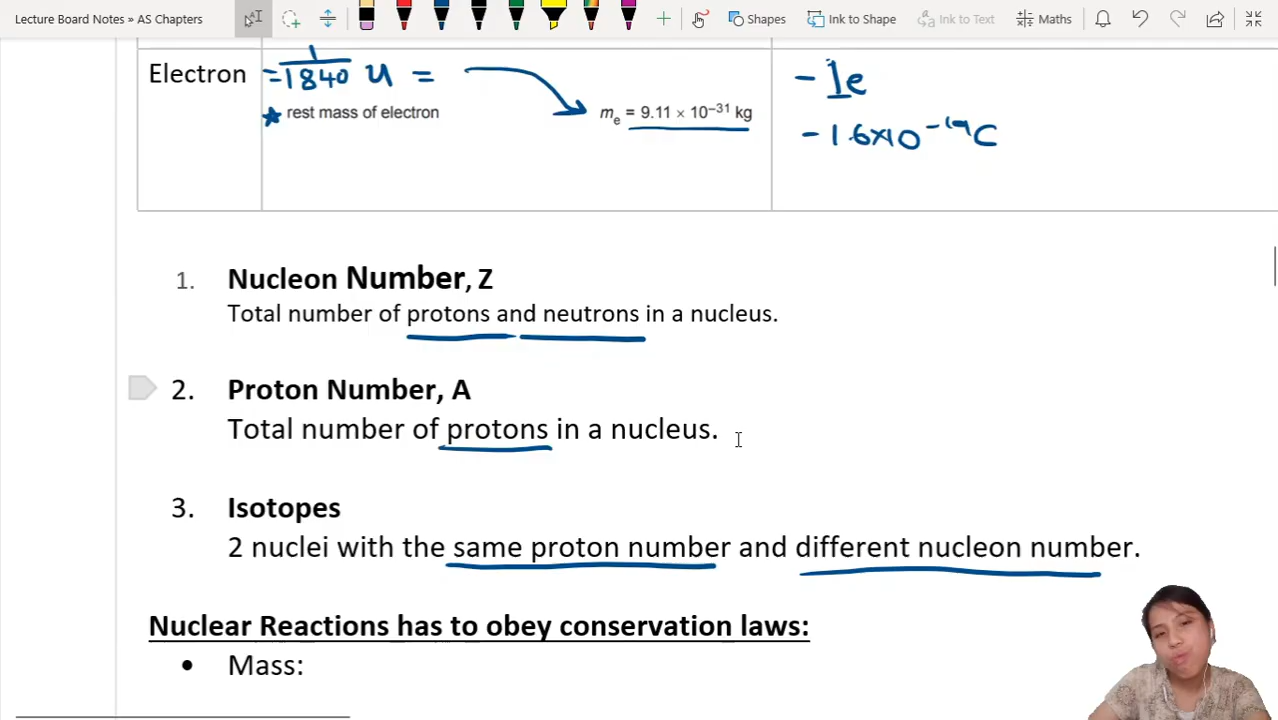 Lecture Board Notes » AS Chapters
Shapes
Ink to Shape
Ink to Text
Maths
Electron
= 1/1840 u =
★ rest mass of electron
mₑ = 9.11 × 10⁻³¹ kg
- 1e
- 1.6×10⁻¹⁹C
1. Nucleon Number, Z
Total number of protons and neutrons in a nucleus.
2. Proton Number, A
Total number of protons in a nucleus.
3. Isotopes
2 nuclei with the same proton number and different nucleon number.
Nuclear Reactions has to obey conservation laws:
• Mass: